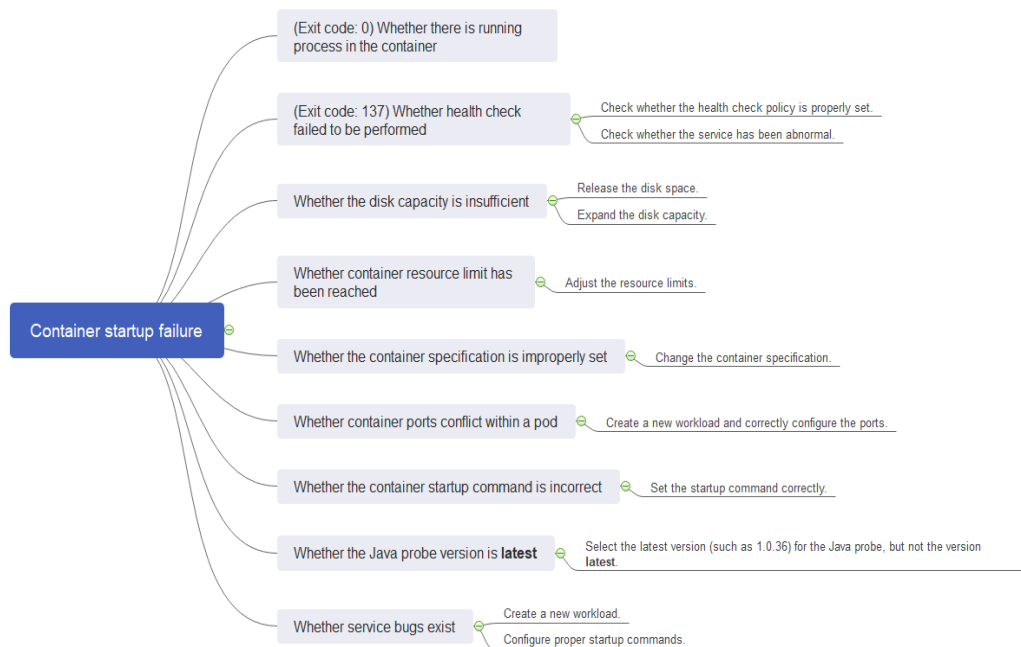 (Exit code: 0) Whether there is running
process in the container
(Exit code: 137) Whether health check
failed to be performed
Check whether the health check policy is properly set.
Check whether the service has been abnormal.
Whether the disk capacity is insufficient
Release the disk space.
Expand the disk capacity.
Whether container resource limit has
been reached
Adjust the resource limits.
Container startup failure
Whether the container specification is improperly set
Change the container specification.
Whether container ports conflict within a pod
Create a new workload and correctly configure the ports.
Whether the container startup command is incorrect
Set the startup command correctly.
Whether the Java probe version is latest
Select the latest version (such as 1.0.36) for the Java probe, but not the version
latest.
Whether service bugs exist
Create a new workload.
Configure proper startup commands.